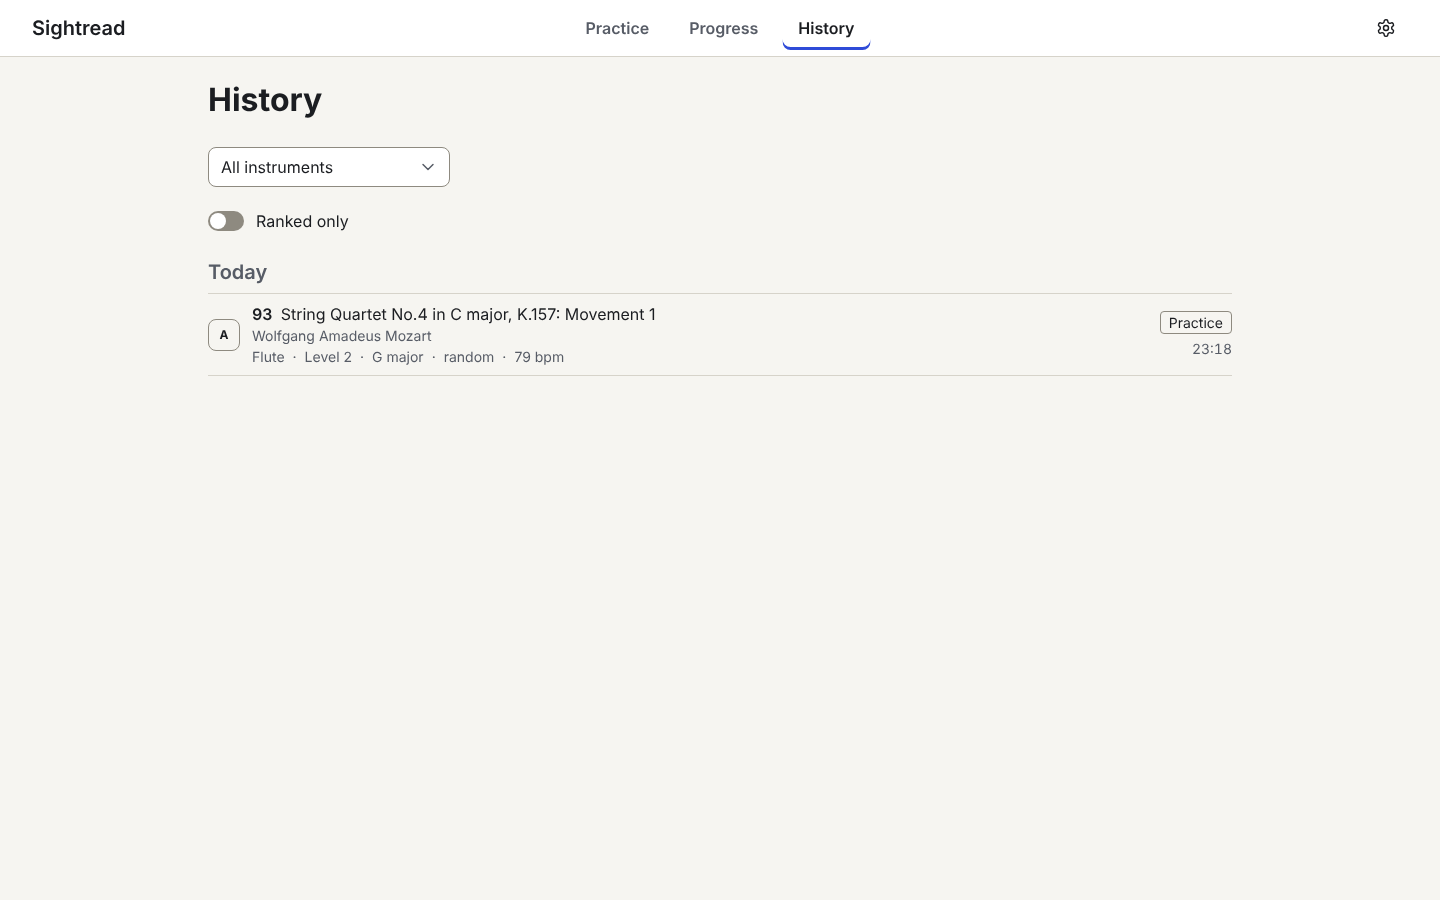 Sightread
Practice
Progress
History
History
All instruments
Ranked only
Today
A
93 String Quartet No.4 in C major, K.157: Movement 1
Wolfgang Amadeus Mozart
Flute · Level 2 · G major · random · 79 bpm
Practice
23:18